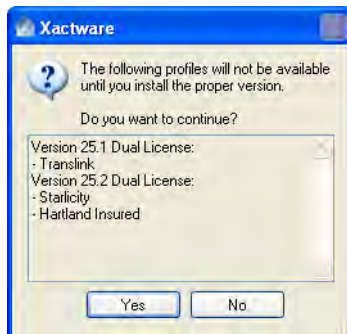 Xactware
The following profiles will not be available
until you install the proper version.
Do you want to continue?
Version 25.1 Dual License:
- Translink
Version 25.2 Dual License:
- Starlicity
- Hartland Insured
Yes
No